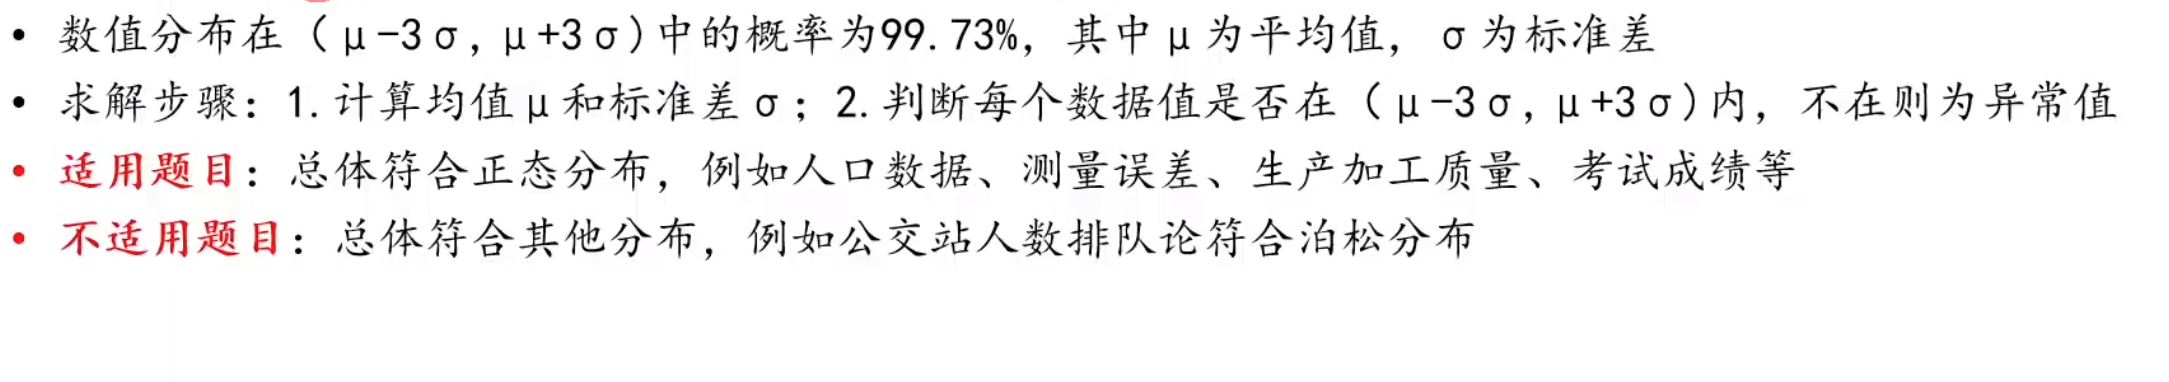 • 数值分布在（μ-3σ, μ+3σ)中的概率为99.73%，其中μ为平均值，σ为标准差
• 求解步骤：1.计算均值μ和标准差σ；2.判断每个数据值是否在（μ-3σ, μ+3σ)内，不在则为异常值
• 适用题目：总体符合正态分布，例如人口数据、测量误差、生产加工质量、考试成绩等
• 不适用题目：总体符合其他分布，例如公交站人数排队论符合泊松分布